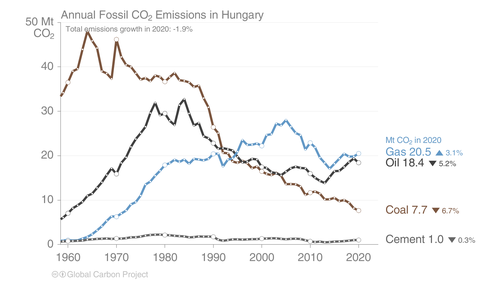 Annual Fossil CO₂ Emissions in Hungary
50 Mt
CO₂
Total emissions growth in 2020: -1.9%
40
30
20
10
0
1960 1970 1980 1990 2000 2010 2020
Mt CO₂ in 2020
Gas 20.5 ▲ 3.1%
Oil 18.4 ▼ 5.2%
Coal 7.7 ▼ 6.7%
Cement 1.0 ▼ 0.3%
Global Carbon Project